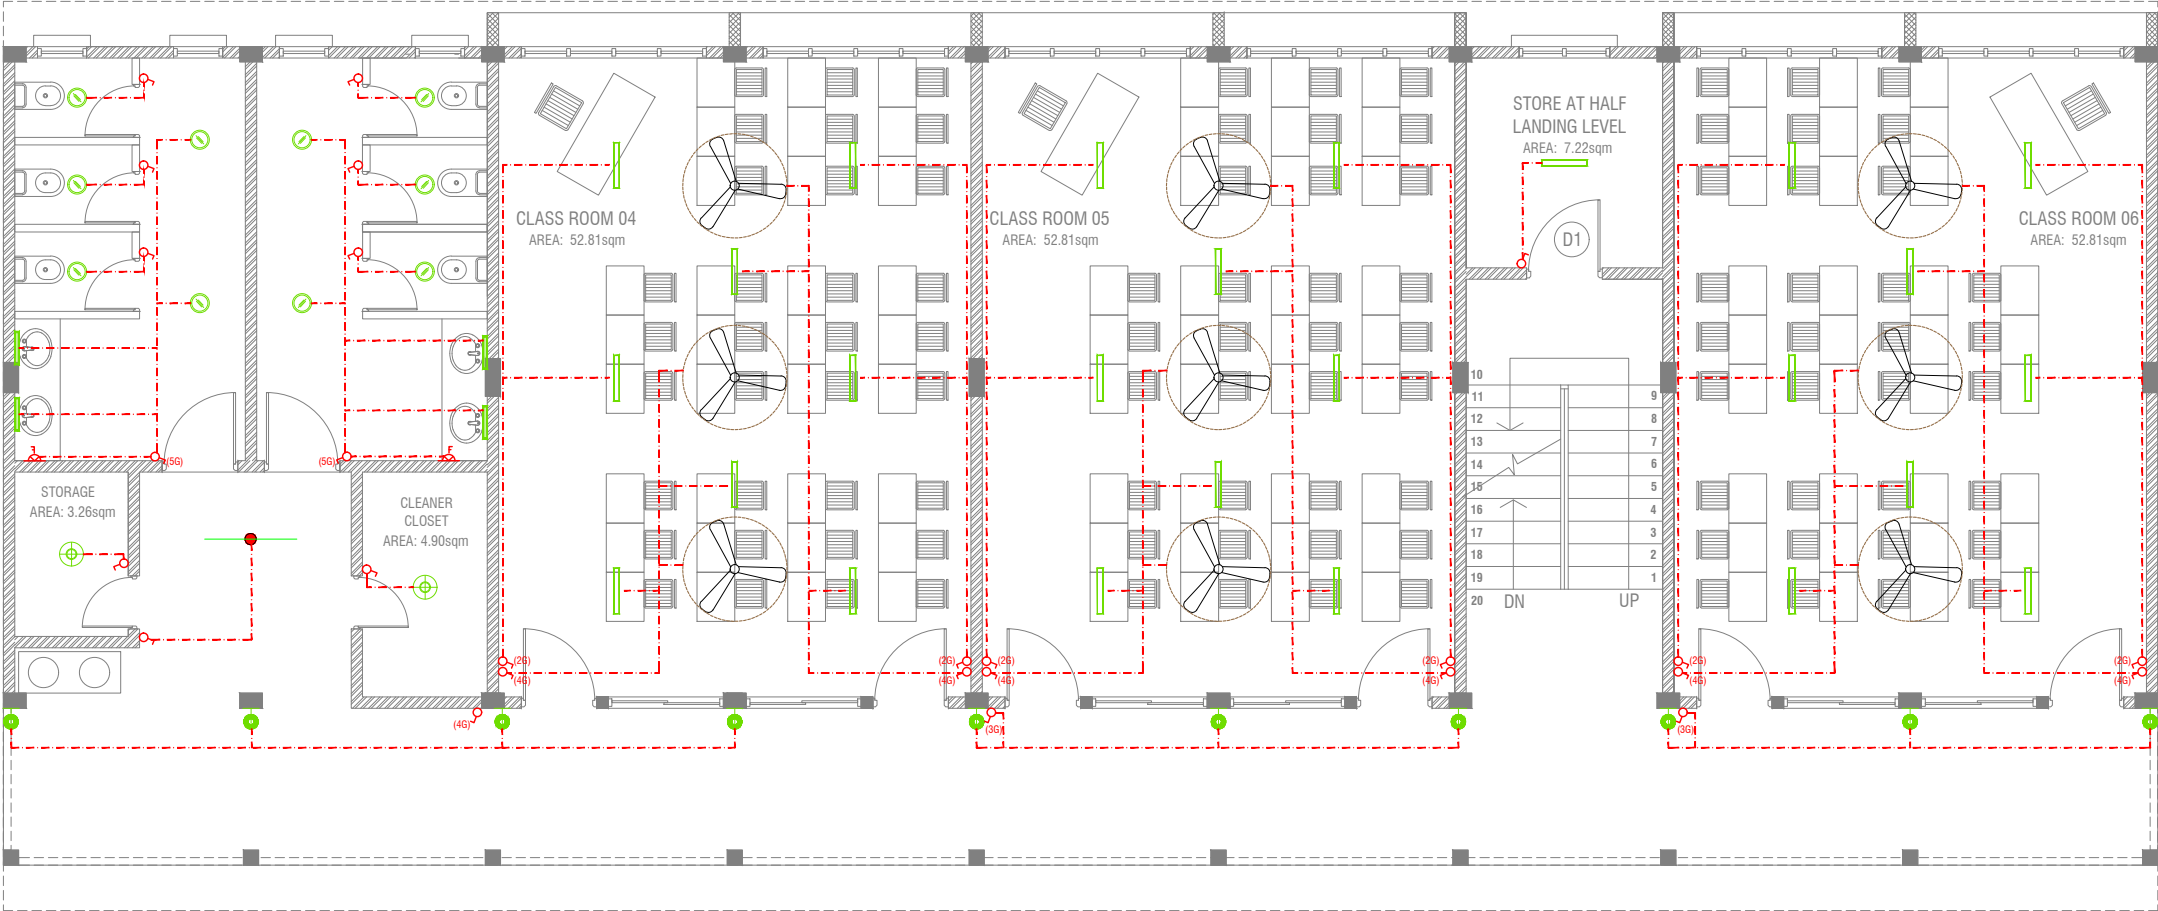 STORE AT HALF
LANDING LEVEL
AREA: 7.22sqm
CLASS ROOM 04
AREA: 52.81sqm
CLASS ROOM 05
AREA: 52.81sqm
D1
CLASS ROOM 06
AREA: 52.81sqm
10
11
12
13
14
15
16
17
18
19
20
9
8
7
6
5
4
3
2
1
DN
UP
(5G)
(5G)
STORAGE
AREA: 3.26sqm
CLEANER
CLOSET
AREA: 4.90sqm
(2G)
(4G)
(2G)
(4G)
(2G)
(4G)
(2G)
(4G)
(2G)
(4G)
(2G)
(4G)
(4G)
(3G)
(3G)